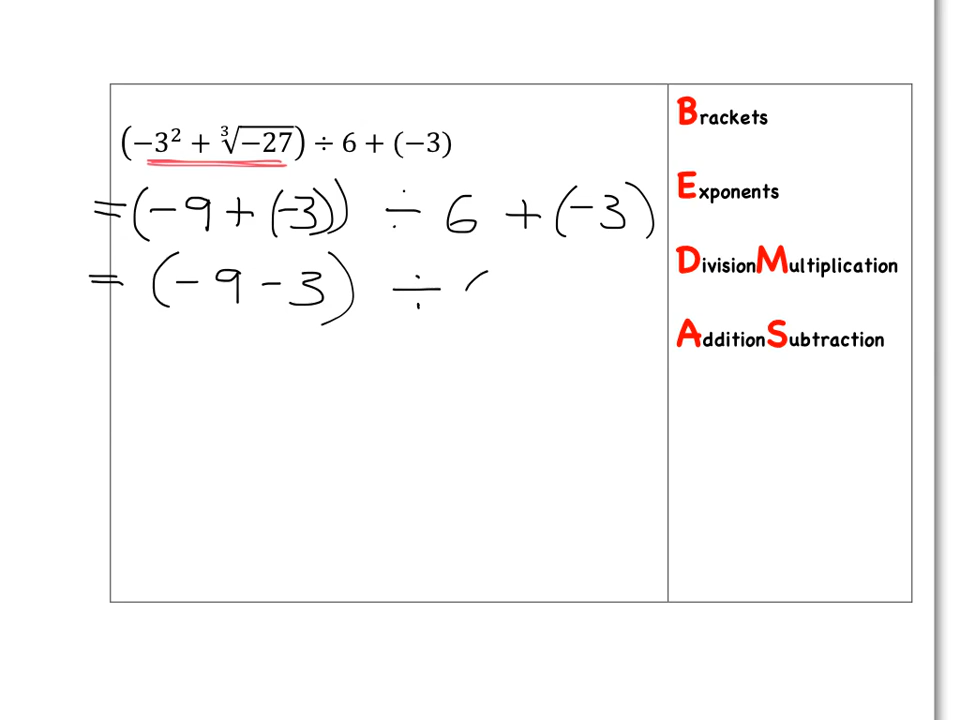 (−3² + ∛−27) ÷ 6 + (−3)
=(-9+(-3)) ÷ 6 +(-3)
= (-9-3) ÷
Brackets
Exponents
DivisionMultiplication
AdditionSubtraction